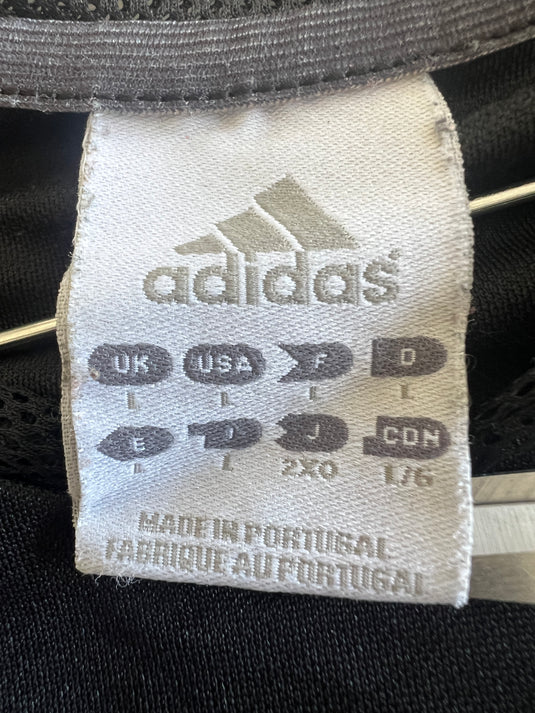 adidas
UK USA F D
L L L L
E I J CDN
L L 2XO L/G
MADE IN PORTUGAL
FABRIQUE AU PORTUGAL